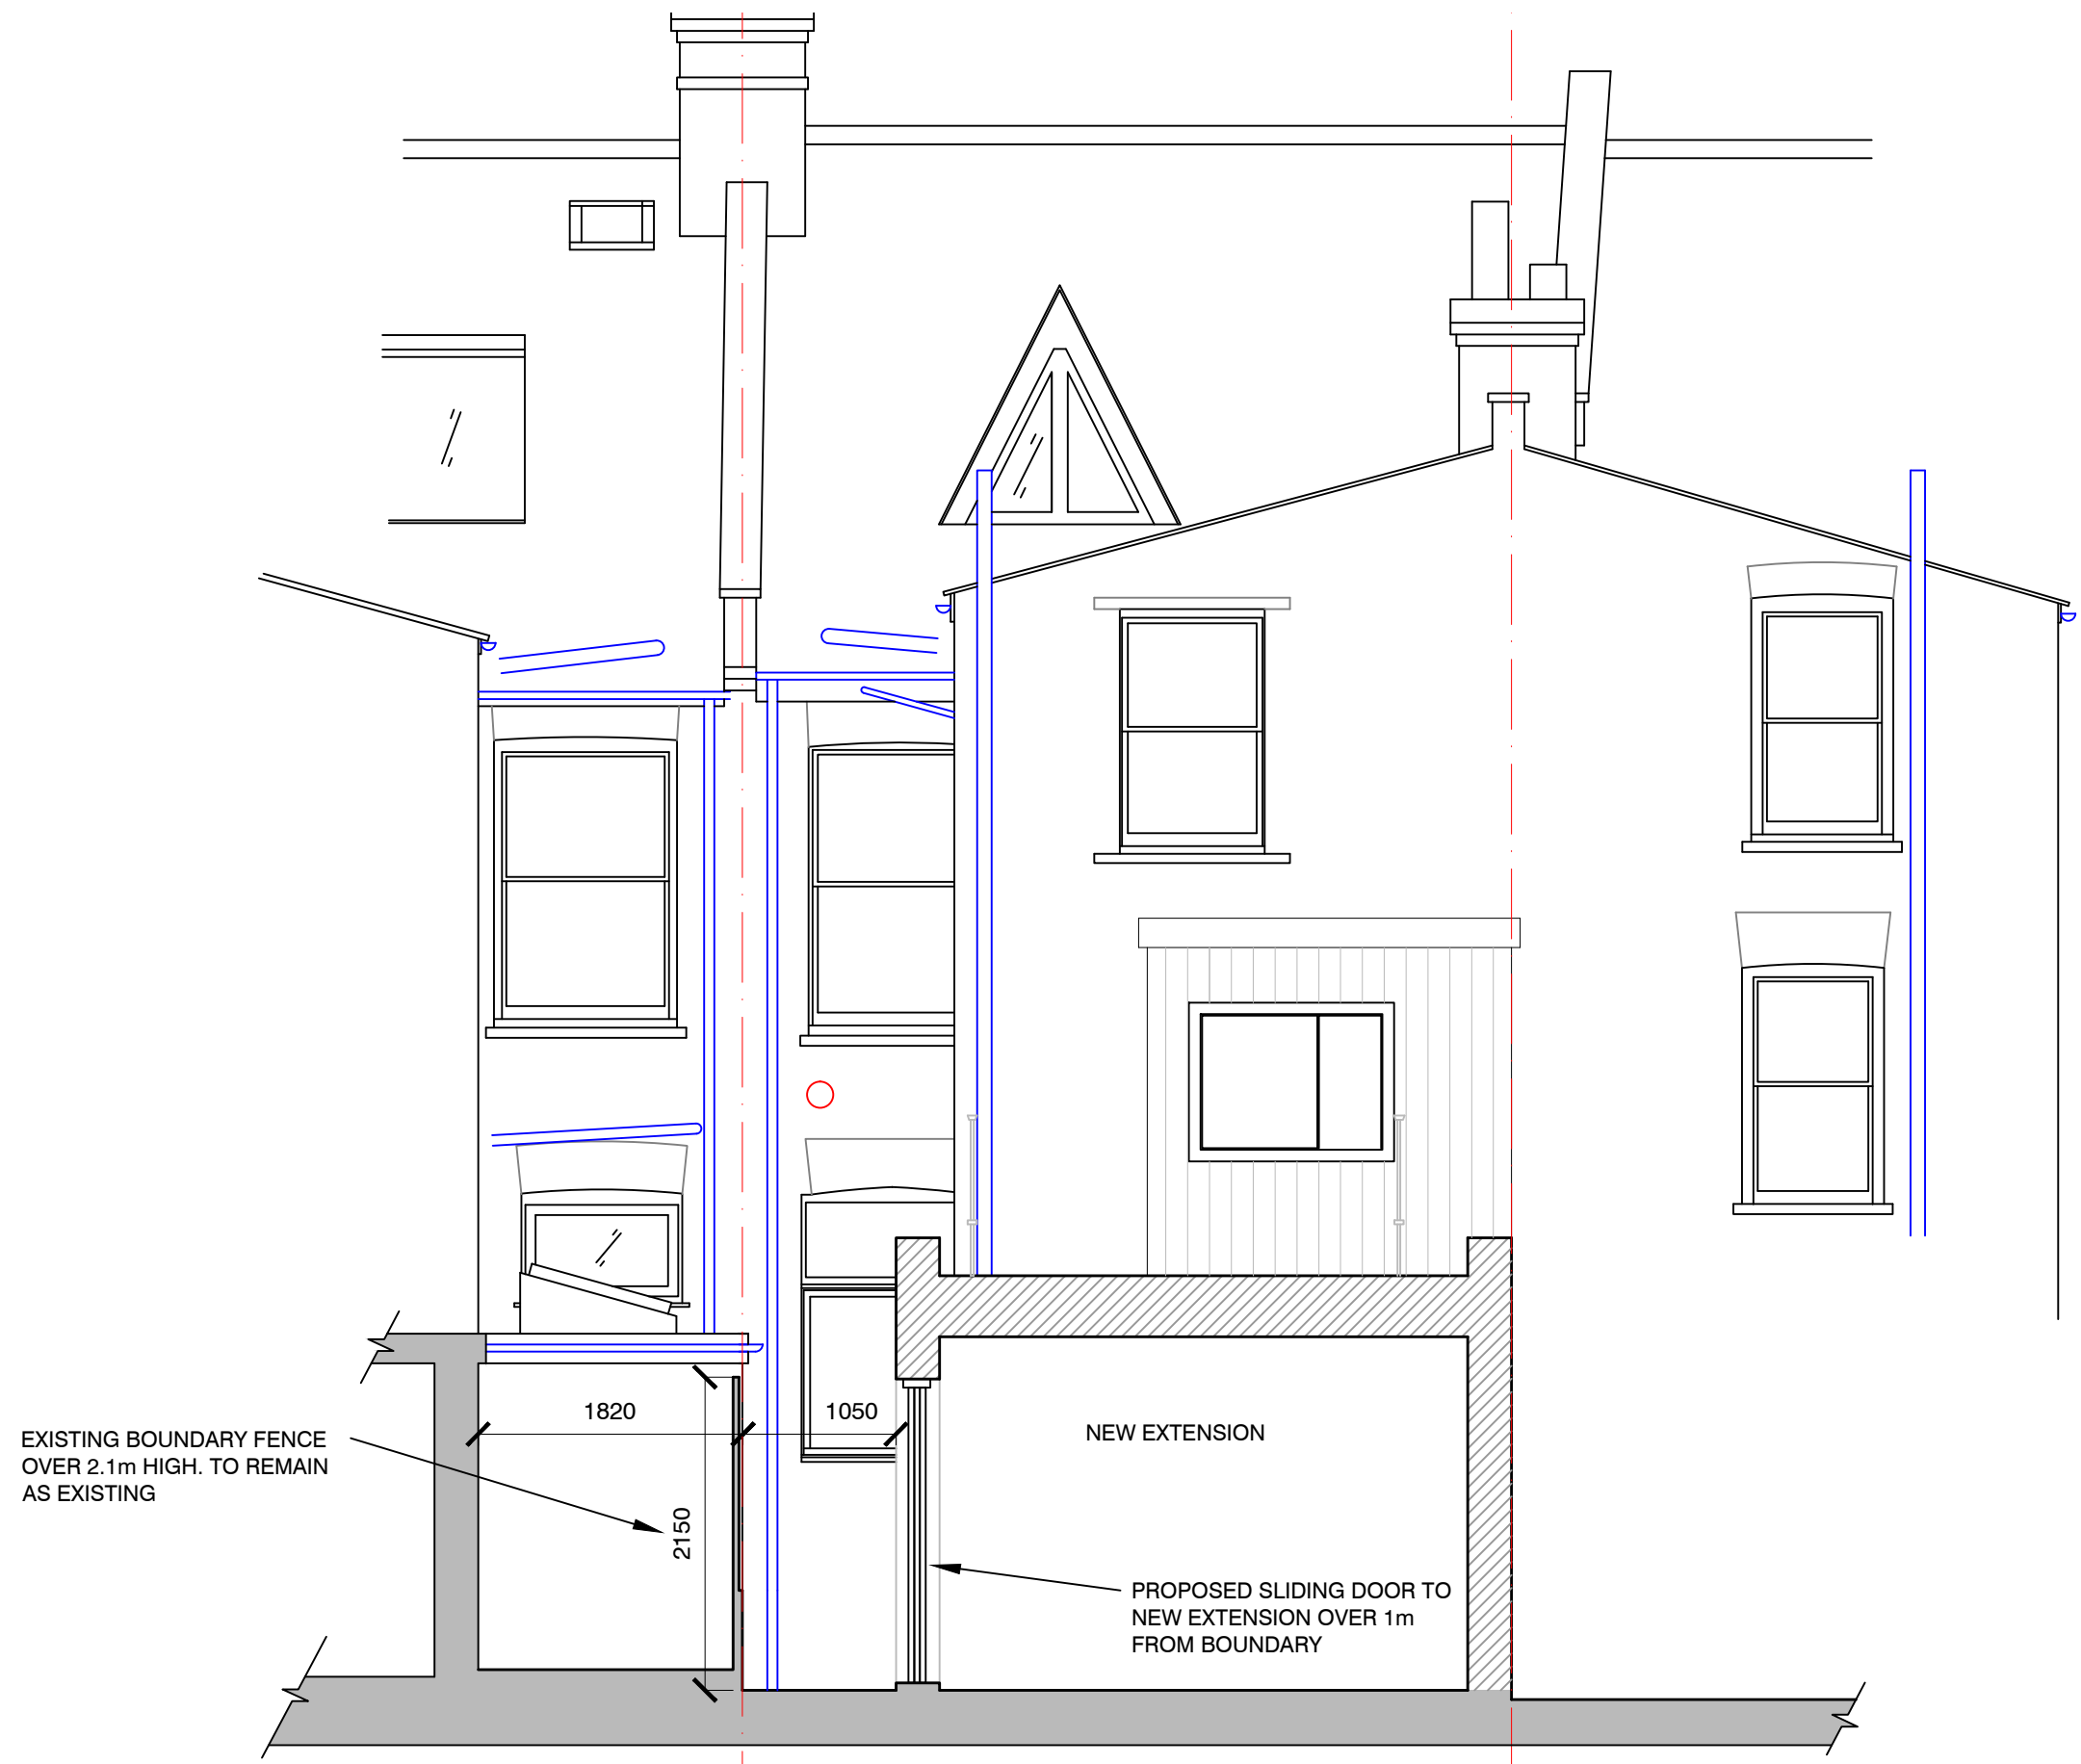 1820
1050
EXISTING BOUNDARY FENCE
OVER 2.1m HIGH. TO REMAIN
AS EXISTING
NEW EXTENSION
2150
PROPOSED SLIDING DOOR TO
NEW EXTENSION OVER 1m
FROM BOUNDARY